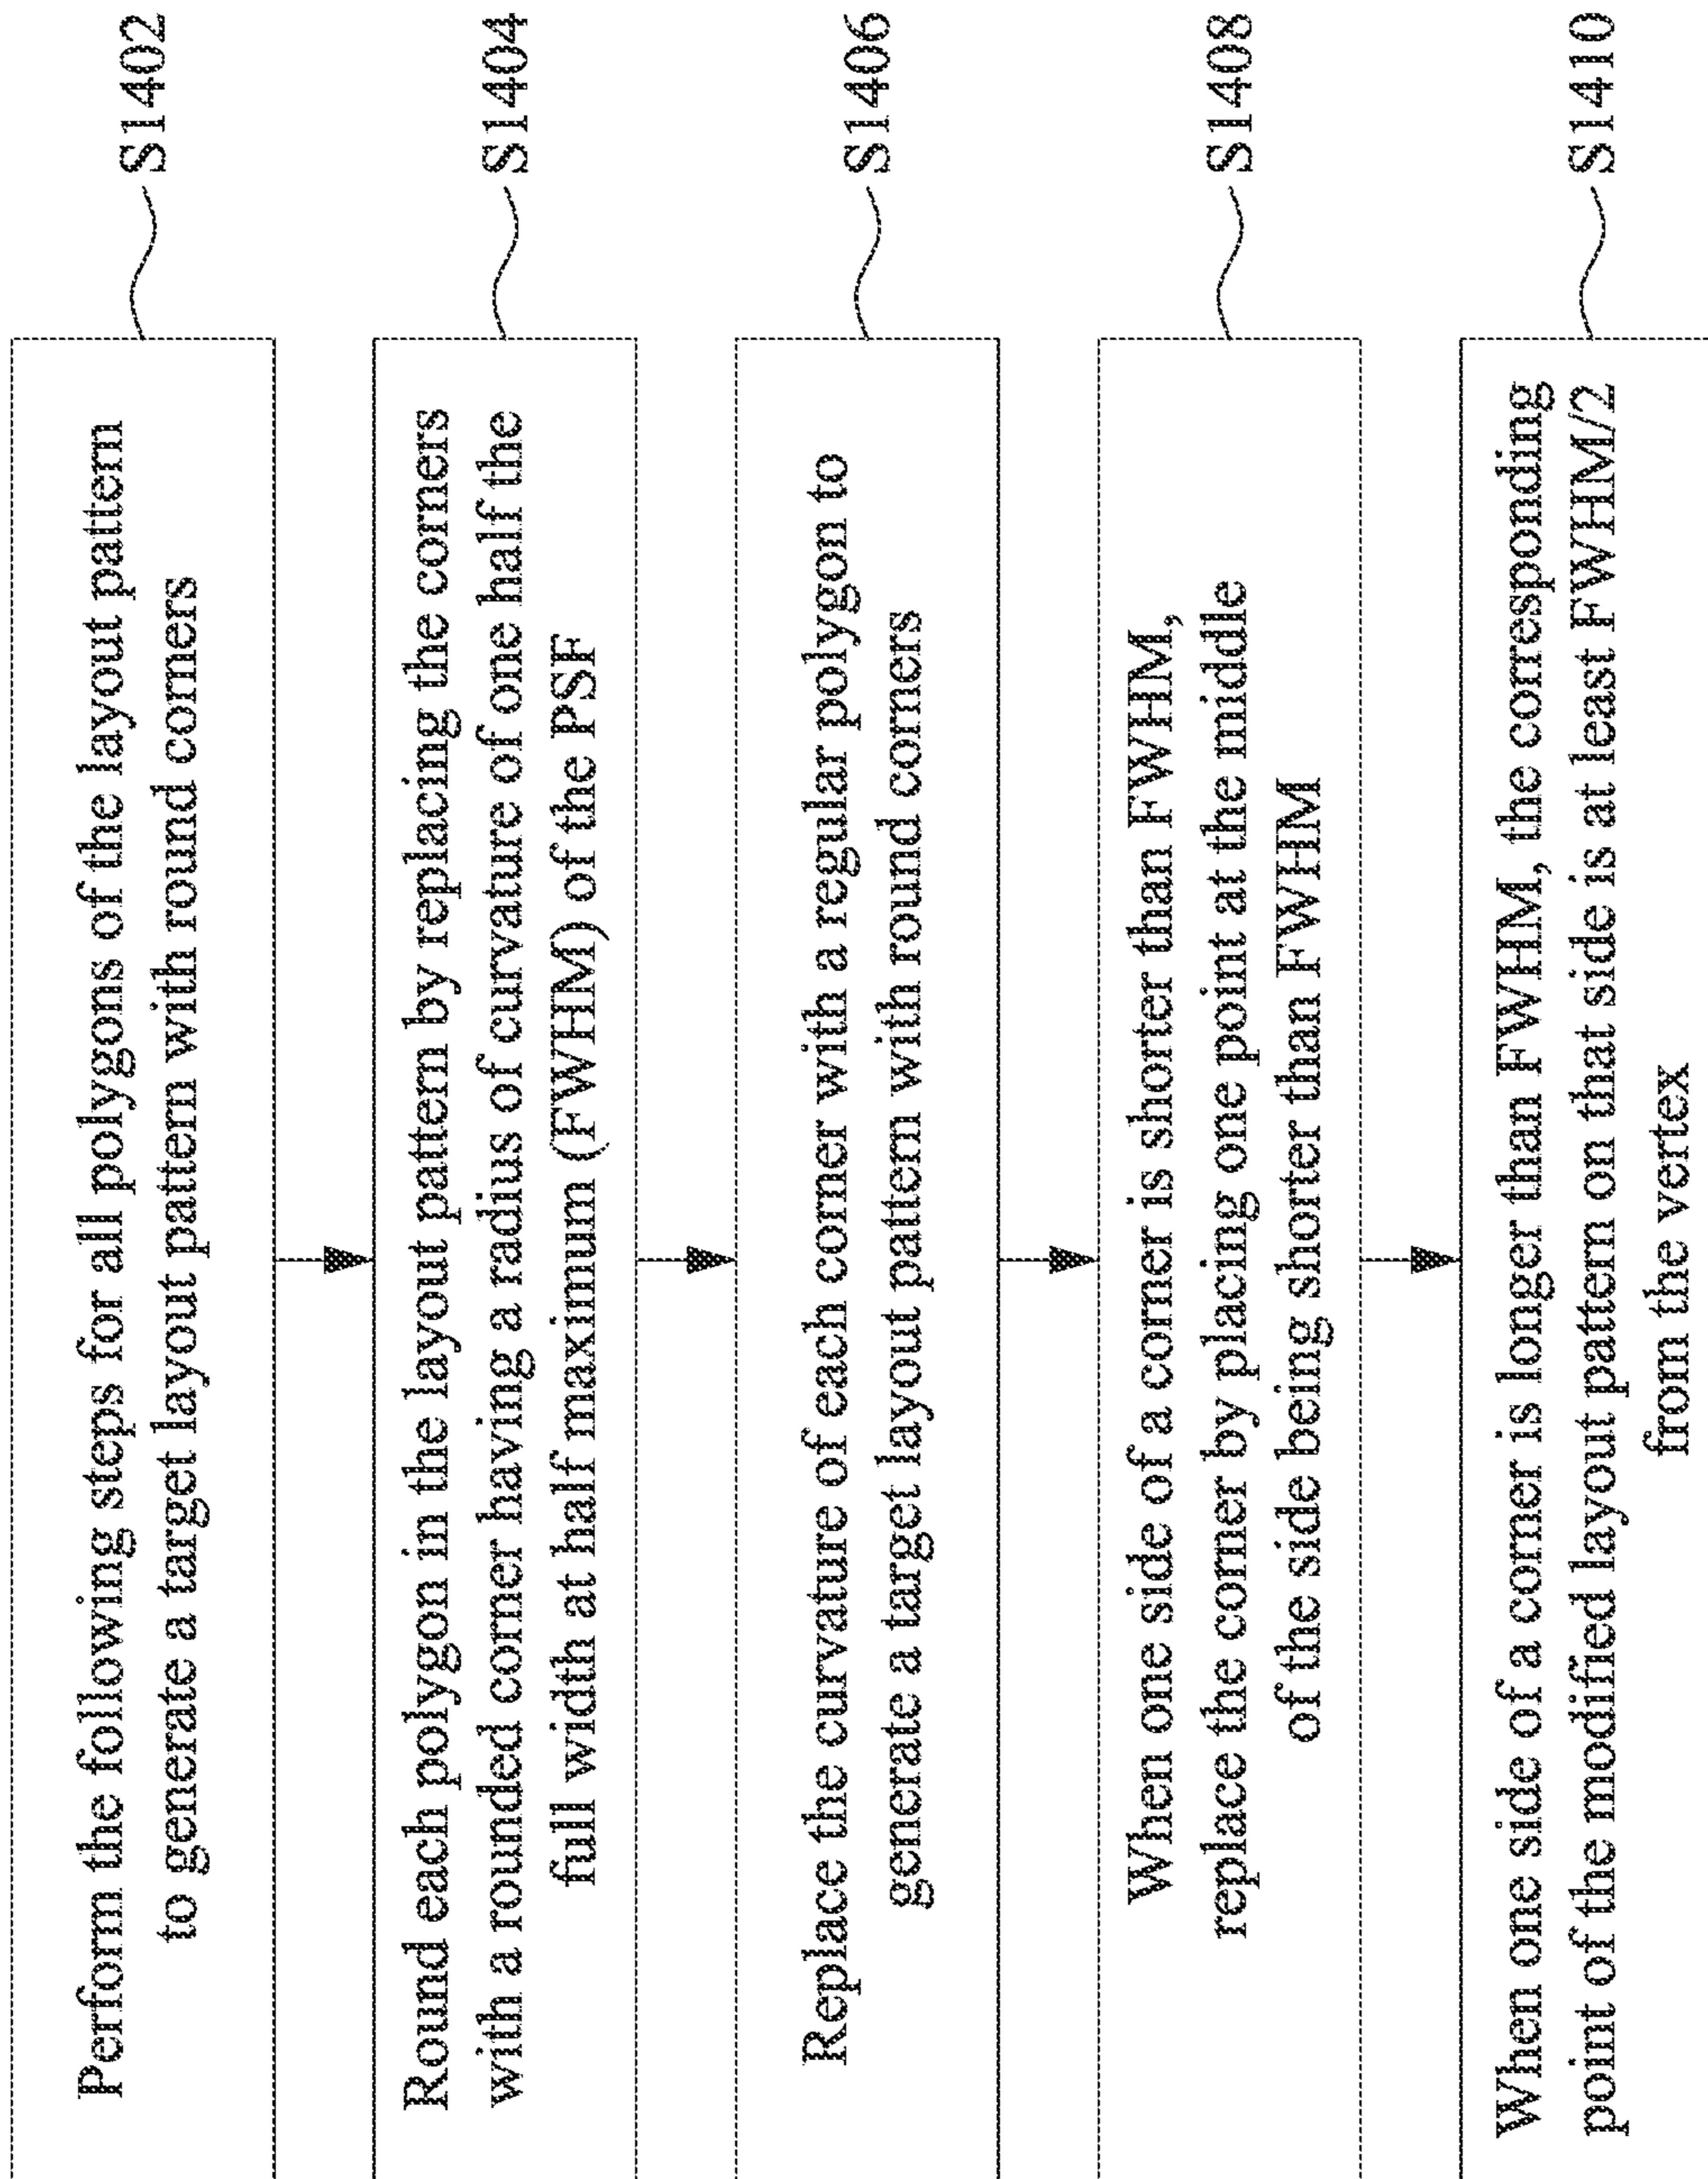 Perform the following steps for all polygons of the layout pattern
to generate a target layout pattern with round corners
S1402
Round each polygon in the layout pattern by replacing the corners
with a rounded corner having a radius of curvature of one half the
full width at half maximum (FWHM) of the PSF
S1404
Replace the curvature of each corner with a regular polygon to
generate a target layout pattern with round corners
S1406
When one side of a corner is shorter than FWHM,
replace the corner by placing one point at the middle
of the side being shorter than FWHM
S1408
When one side of a corner is longer than FWHM, the corresponding
point of the modified layout pattern on that side is at least FWHM/2
from the vertex
S1410